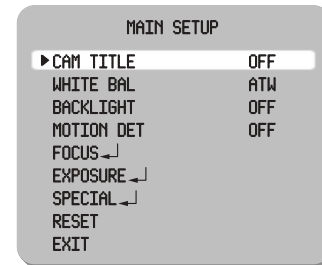 MAIN SETUP
▶CAM TITLE OFF
WHITE BAL ATW
BACKLIGHT OFF
MOTION DET OFF
FOCUS↵
EXPOSURE↵
SPECIAL↵
RESET
EXIT